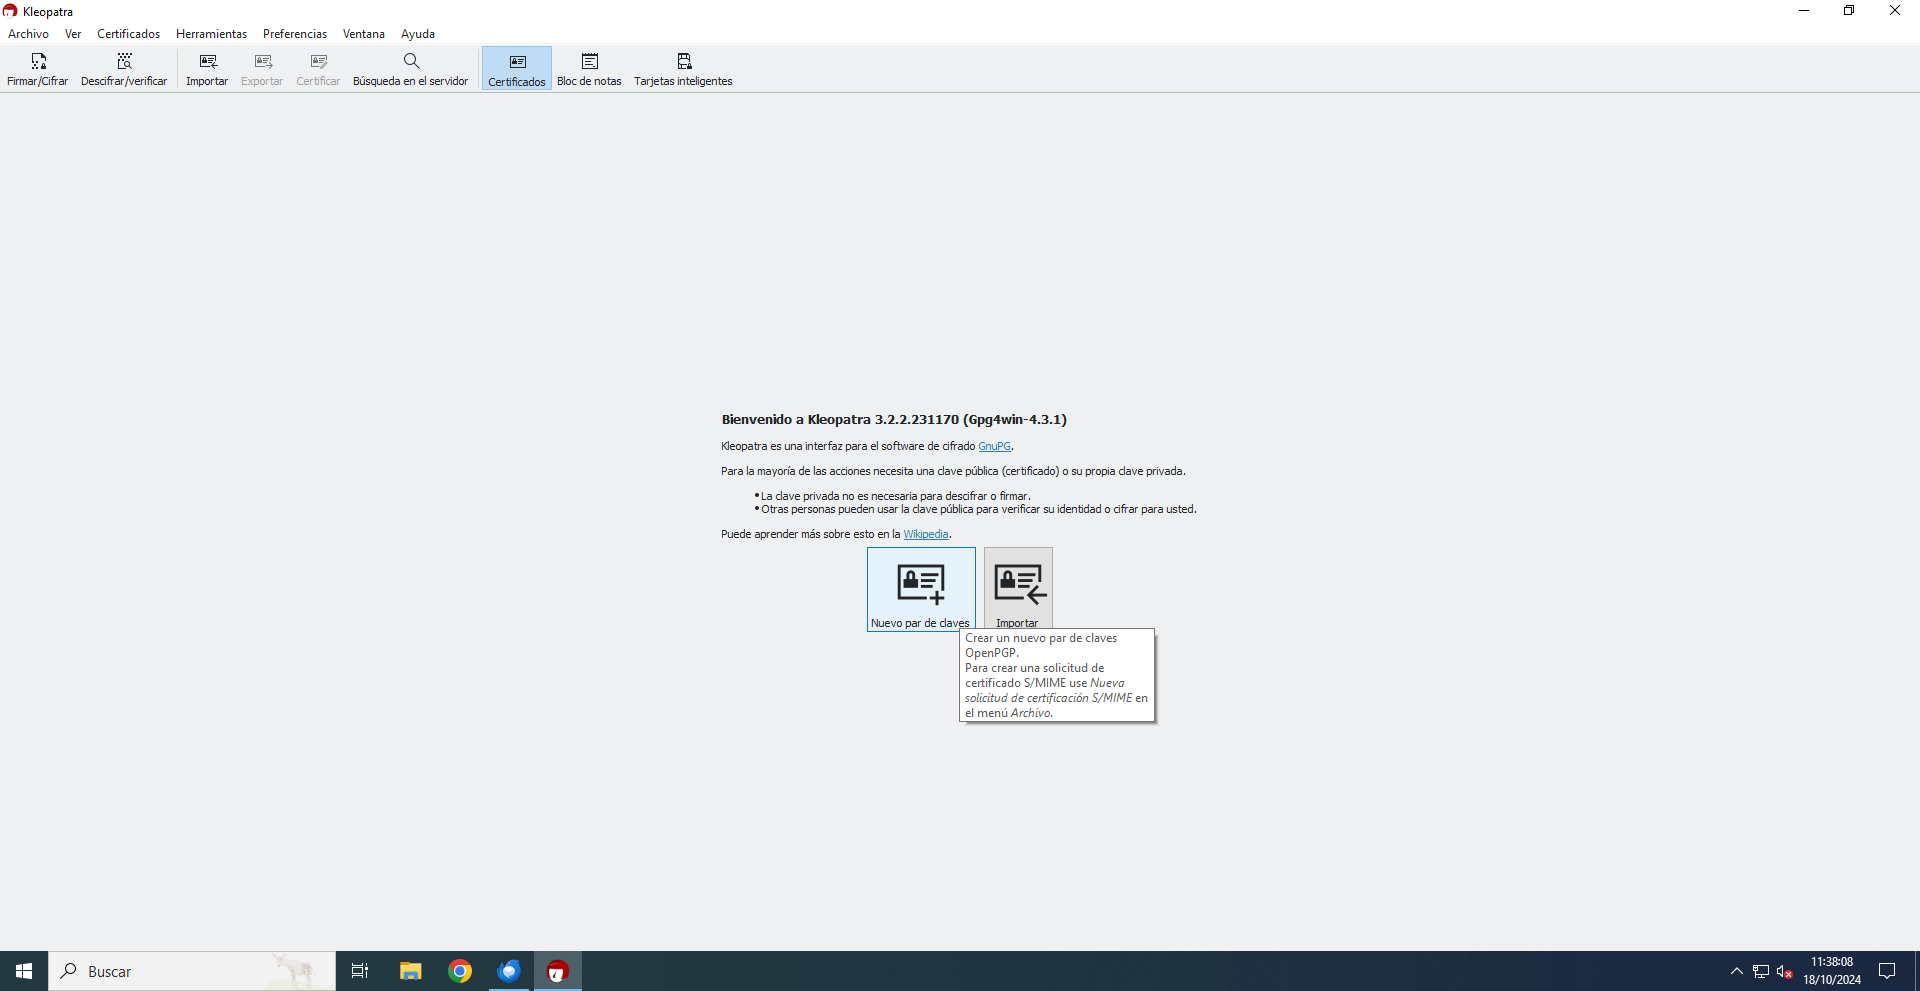 Kleopatra
Archivo Ver Certificados Herramientas Preferencias Ventana Ayuda
Firmar/Cifrar Descifrar/verificar Importar Exportar Certificar Búsqueda en el servidor Certificados Bloc de notas Tarjetas inteligentes
Bienvenido a Kleopatra 3.2.2.231170 (Gpg4win-4.3.1)
Kleopatra es una interfaz para el software de cifrado GnuPG.
Para la mayoría de las acciones necesita una clave pública (certificado) o su propia clave privada.
• La clave privada no es necesaria para descifrar o firmar.
• Otras personas pueden usar la clave pública para verificar su identidad o cifrar para usted.
Puede aprender más sobre esto en la Wikipedia.
Nuevo par de claves Importar
Crear un nuevo par de claves
OpenPGP.
Para crear una solicitud de
certificado S/MIME use Nueva
solicitud de certificación S/MIME en
el menú Archivo.
Buscar
11:38:08
18/10/2024